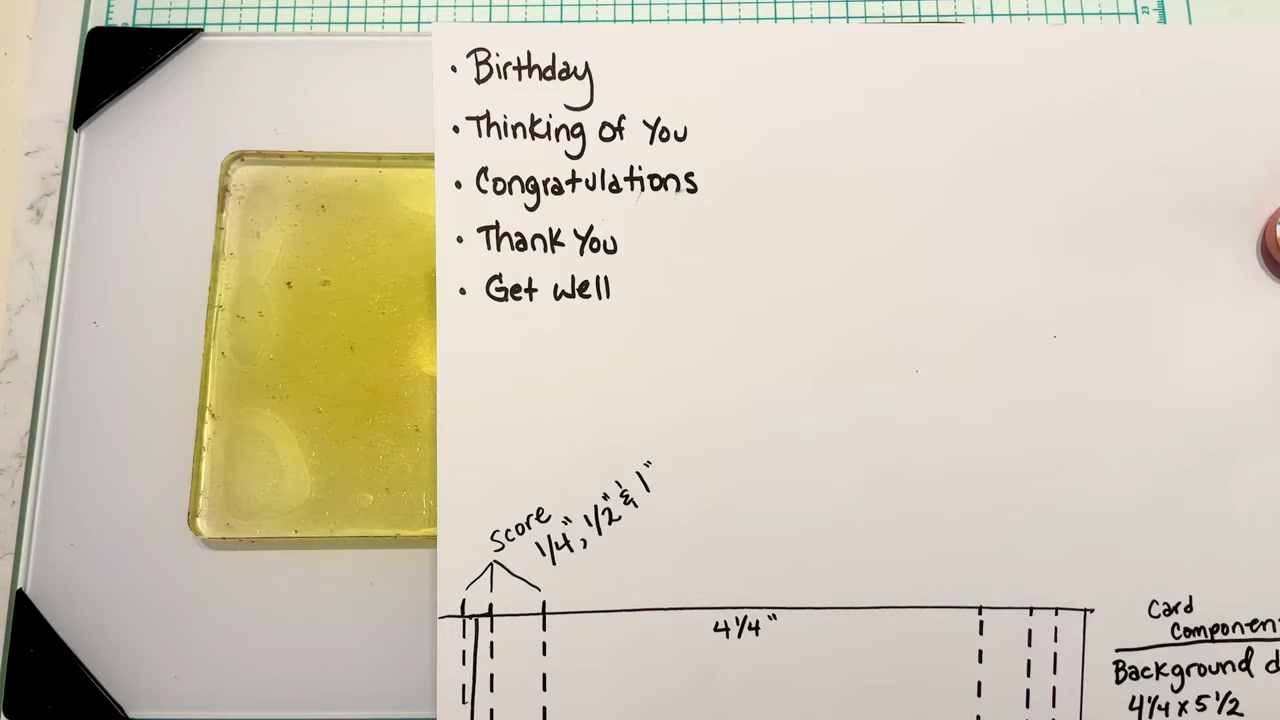 • Birthday
• Thinking of You
• Congratulations
• Thank You
• Get Well
Score
1/4", 1/2" & 1"
4 1/4"
Card
Background
4 1/4 x 5 1/2
23